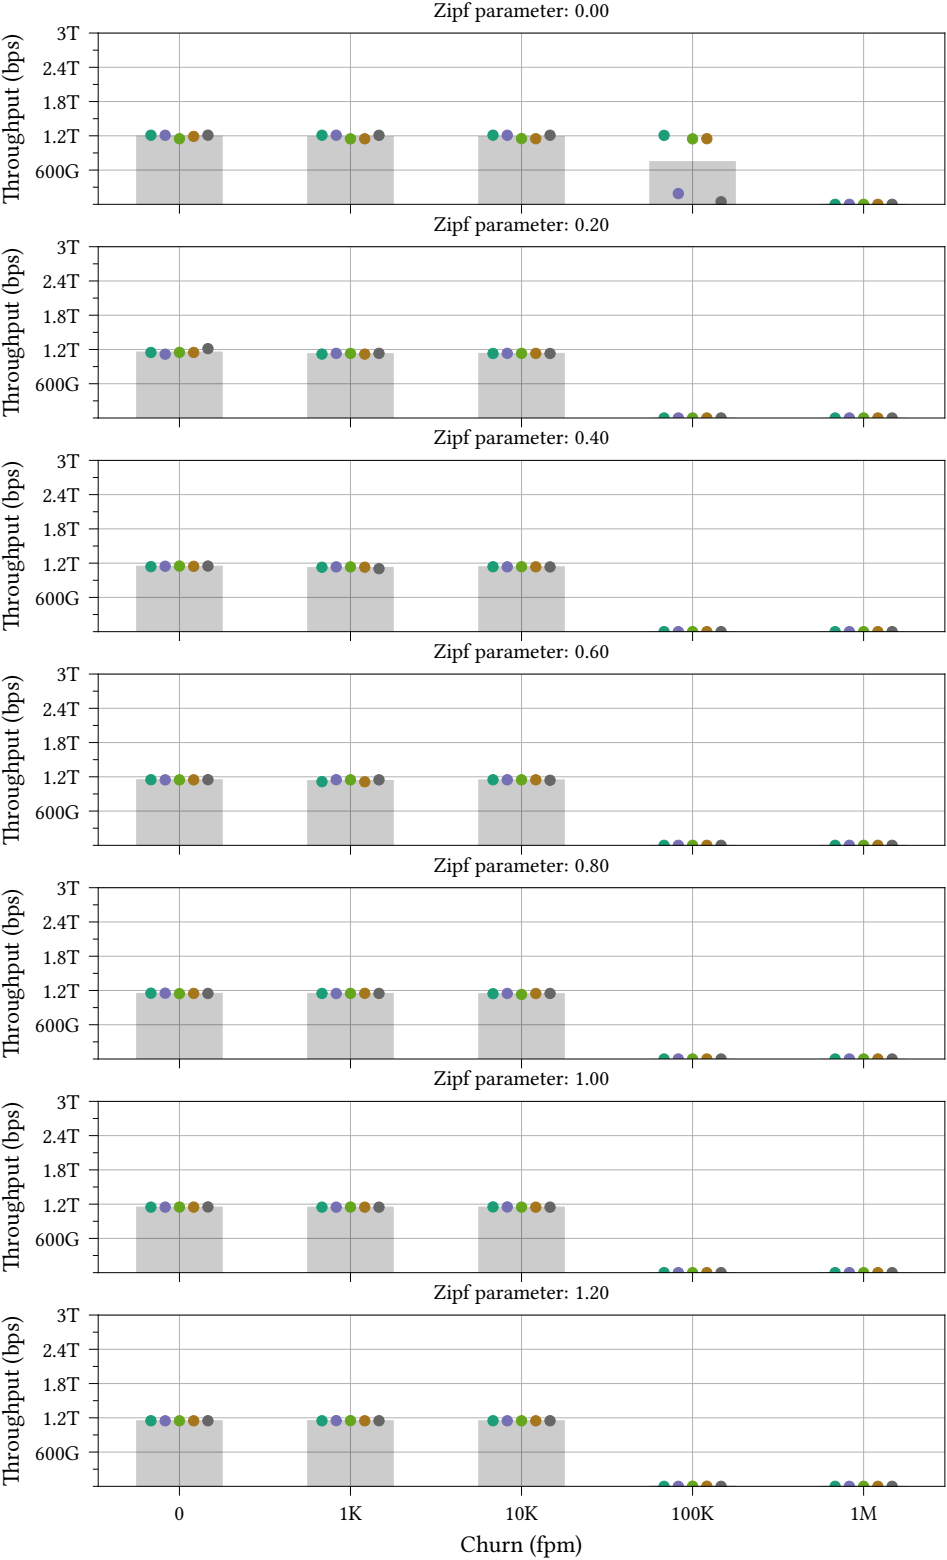 Zipf parameter: 0.00
Throughput (bps)
3T
2.4T
1.8T
1.2T
600G
Zipf parameter: 0.20
Throughput (bps)
3T
2.4T
1.8T
1.2T
600G
Zipf parameter: 0.40
Throughput (bps)
3T
2.4T
1.8T
1.2T
600G
Zipf parameter: 0.60
Throughput (bps)
3T
2.4T
1.8T
1.2T
600G
Zipf parameter: 0.80
Throughput (bps)
3T
2.4T
1.8T
1.2T
600G
Zipf parameter: 1.00
Throughput (bps)
3T
2.4T
1.8T
1.2T
600G
Zipf parameter: 1.20
Throughput (bps)
3T
2.4T
1.8T
1.2T
600G
0 1K 10K 100K 1M
Churn (fpm)